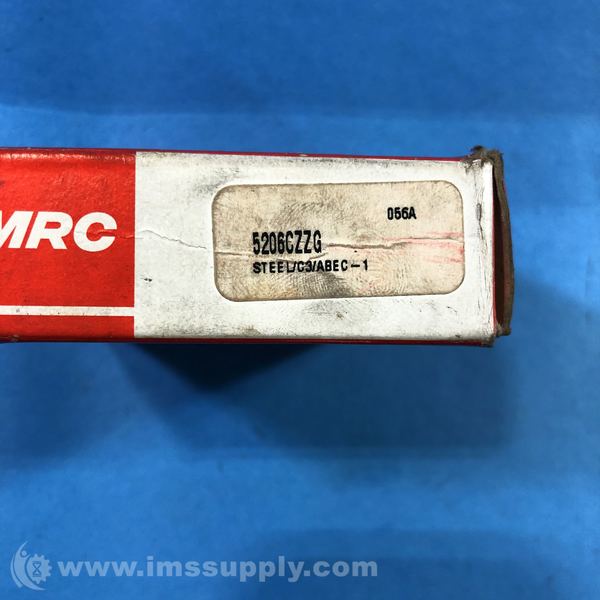 MRC
056A
5206CZZG
STEEL/C3/ABEC-1
www.imssupply.com